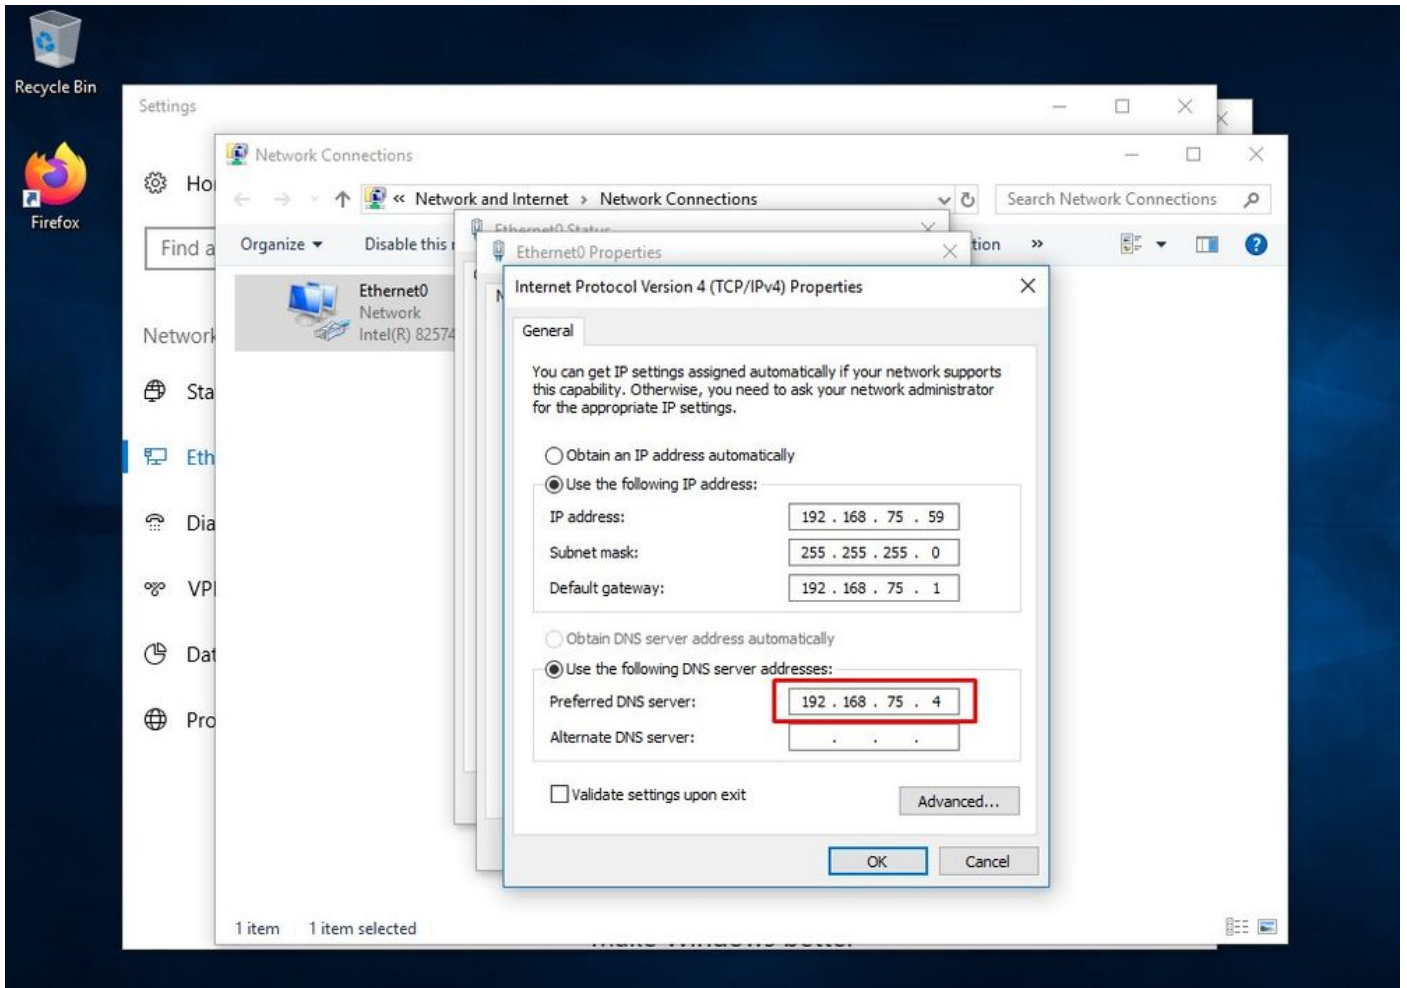 Recycle Bin
Firefox
Settings
Network Connections
Network and Internet > Network Connections
Search Network Connections
Organize
Disable this
Ethernet0 Status
Ethernet0 Properties
Ethernet0
Network
Intel(R) 82574
Find a
Network
Internet Protocol Version 4 (TCP/IPv4) Properties
General
You can get IP settings assigned automatically if your network supports
this capability. Otherwise, you need to ask your network administrator
for the appropriate IP settings.
Obtain an IP address automatically
Use the following IP address:
IP address: 192 . 168 . 75 . 59
Subnet mask: 255 . 255 . 255 . 0
Default gateway: 192 . 168 . 75 . 1
Obtain DNS server address automatically
Use the following DNS server addresses:
Preferred DNS server: 192 . 168 . 75 . 4
Alternate DNS server: . . .
Validate settings upon exit
Advanced...
OK
Cancel
1 item
1 item selected